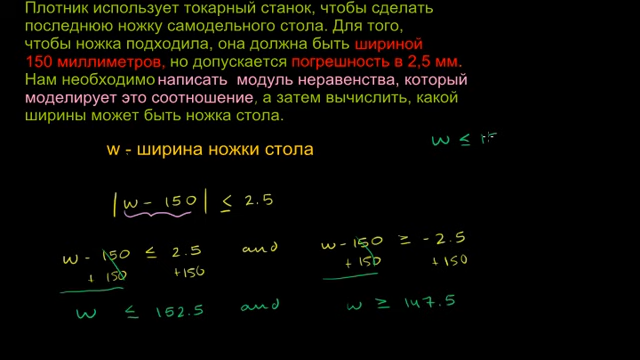 Плотник использует токарный станок, чтобы сделать
последнюю ножку самодельного стола. Для того,
чтобы ножка подходила, она должна быть шириной
150 миллиметров, но допускается погрешность в 2,5 мм.
Нам необходимо написать модуль неравенства, который
моделирует это соотношение, а затем вычислить, какой
ширины может быть ножка стола.
w ≤
w - ширина ножки стола
|w - 150| ≤ 2.5
w - 150 ≤ 2.5 and w - 150 ≥ -2.5
+ 150 +150 + 150 +150
w ≤ 152.5 and w ≥ 147.5